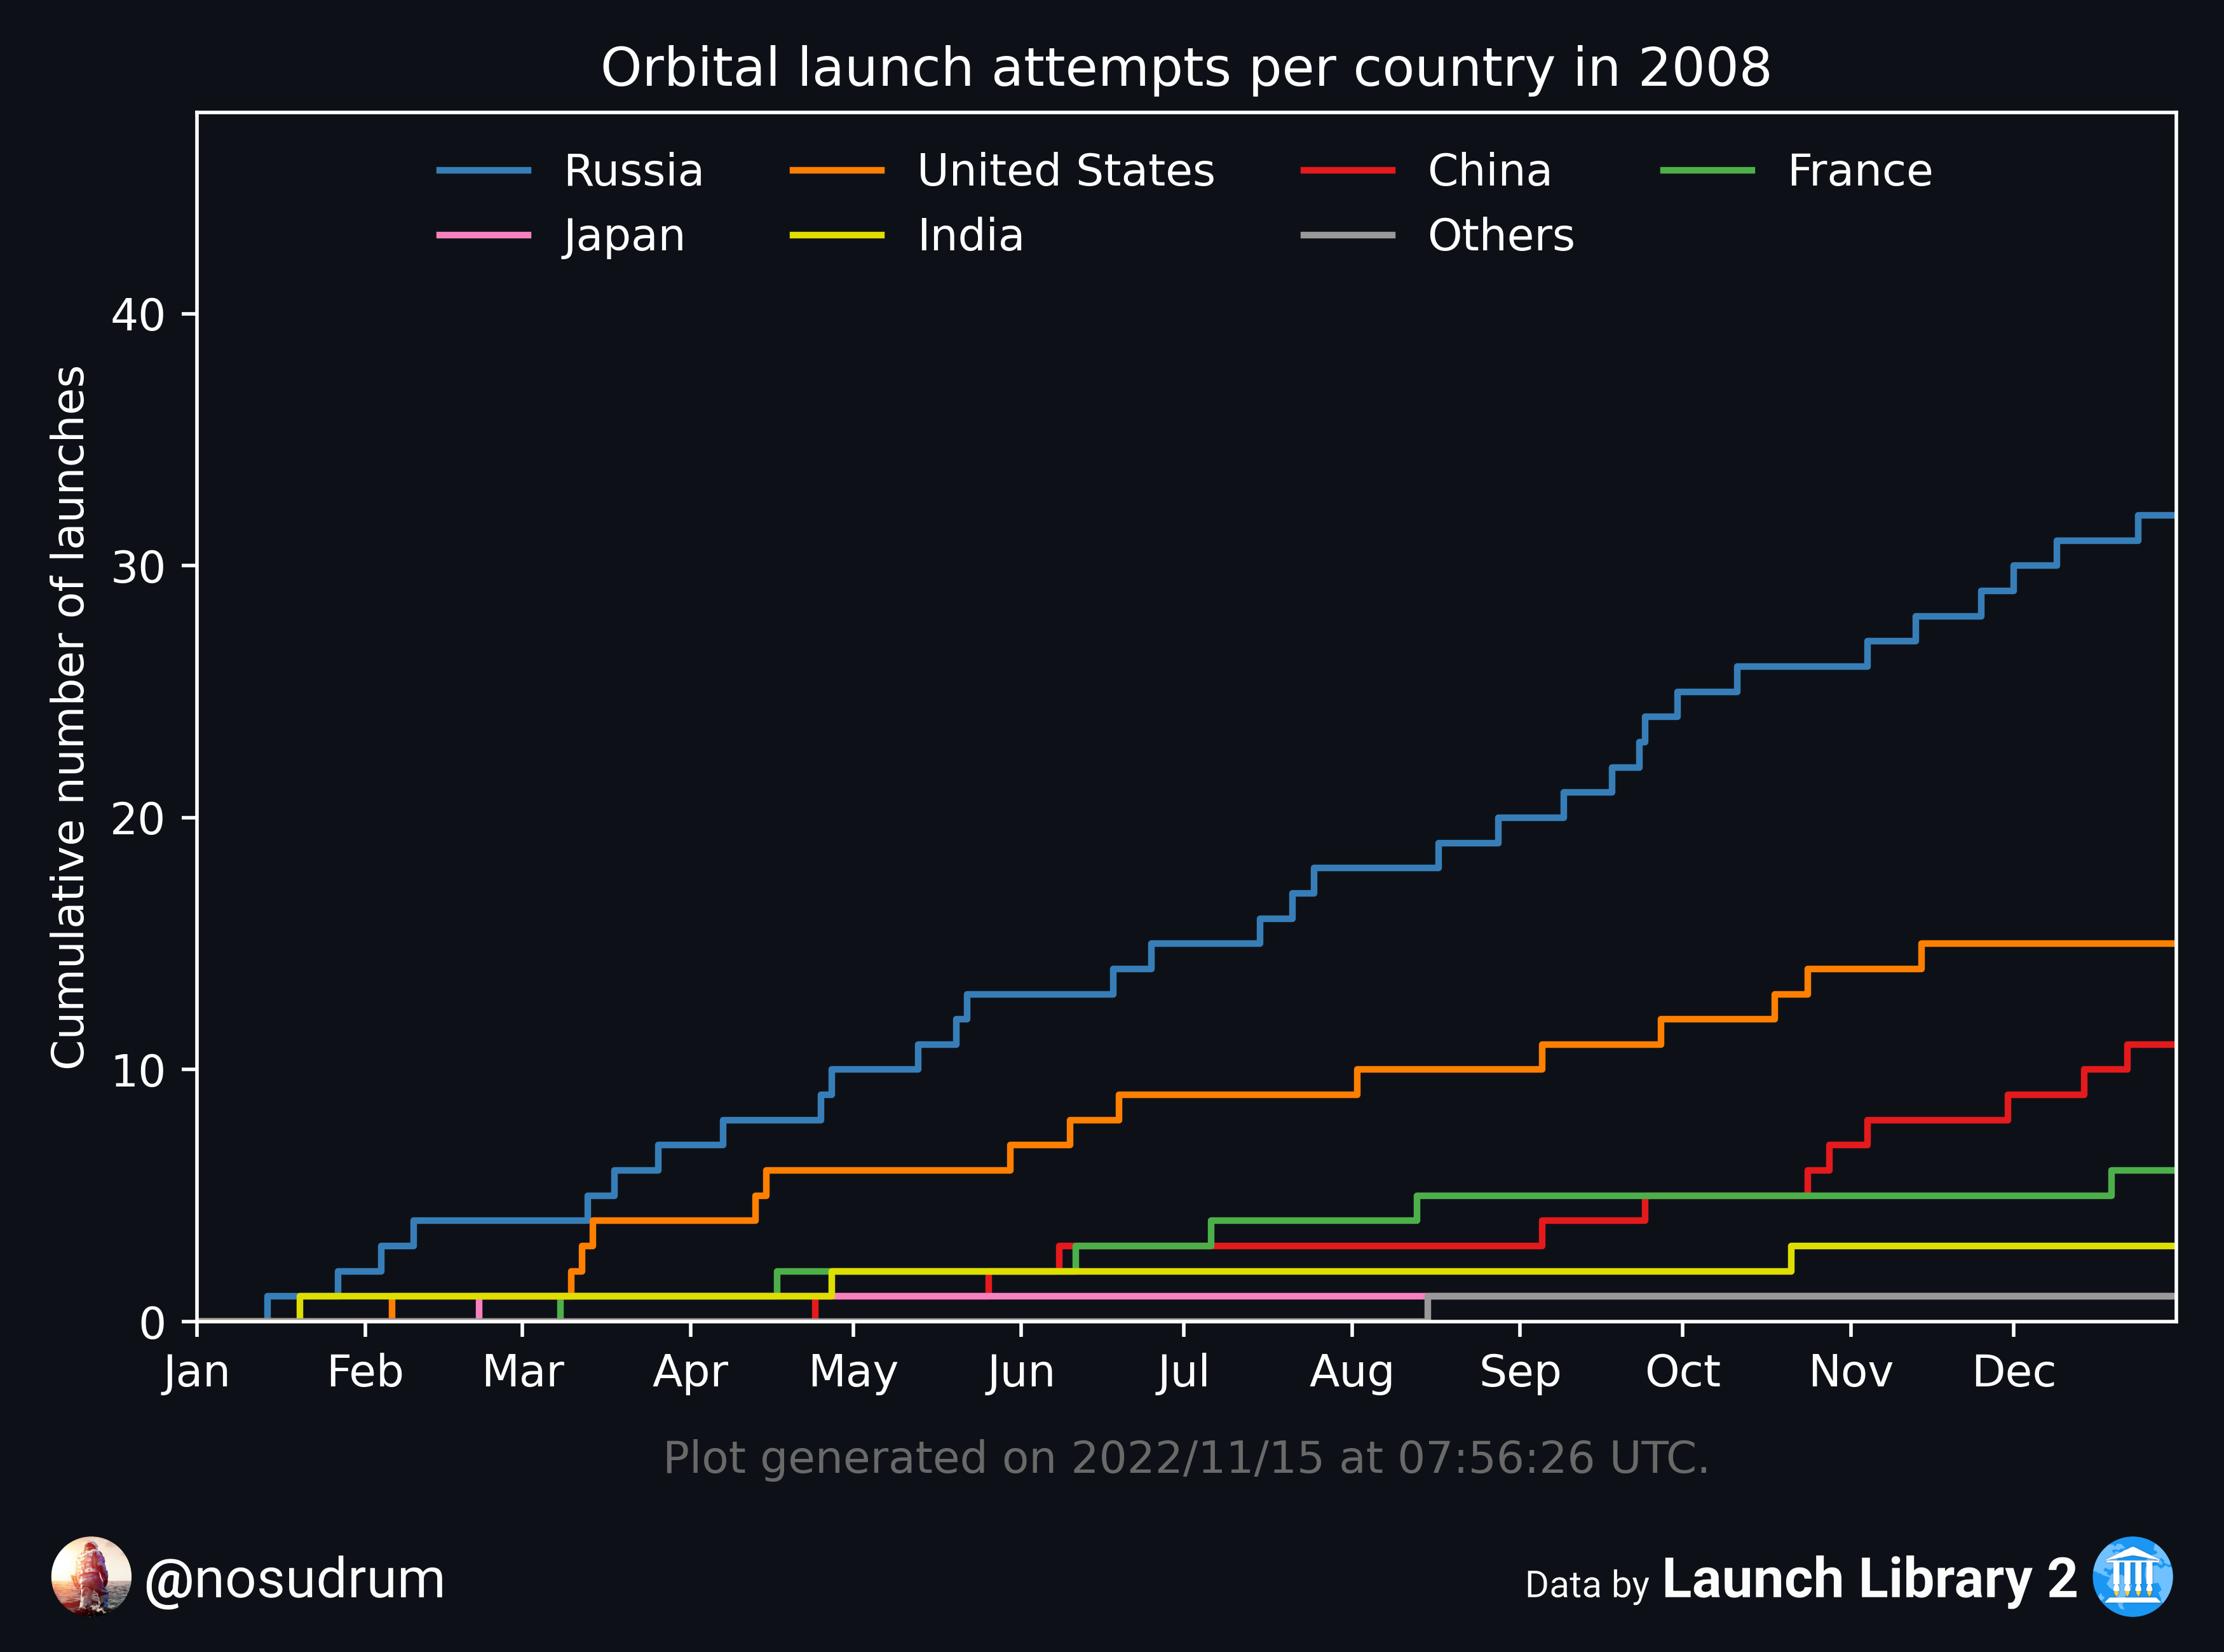 Orbital launch attempts per country in 2008
Russia United States China France
Japan India Others
Cumulative number of launches
40
30
20
10
0
Jan Feb Mar Apr May Jun Jul Aug Sep Oct Nov Dec
Plot generated on 2022/11/15 at 07:56:26 UTC.
@nosudrum
Data by Launch Library 2